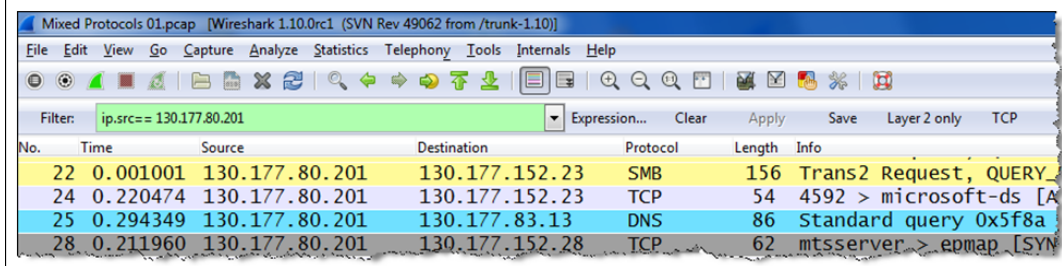 Mixed Protocols 01.pcap [Wireshark 1.10.0rc1 (SVN Rev 49062 from /trunk-1.10)]
File Edit View Go Capture Analyze Statistics Telephony Tools Internals Help
Filter: ip.src== 130.177.80.201 Expression... Clear Apply Save Layer 2 only TCP
No. Time Source Destination Protocol Length Info
22 0.001001 130.177.80.201 130.177.152.23 SMB 156 Trans2 Request, QUERY_
24 0.220474 130.177.80.201 130.177.152.23 TCP 54 4592 > microsoft-ds [A
25 0.294349 130.177.80.201 130.177.83.13 DNS 86 Standard query 0x5f8a
28 0.211960 130.177.80.201 130.177.152.28 TCP 62 mtsserver > epmap [SYN